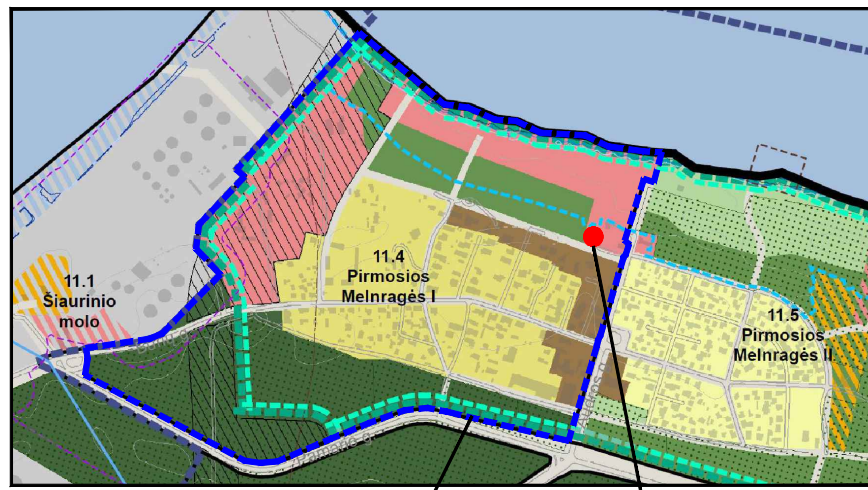 11.1
Šiaurinio
molo
11.4
Pirmosios
Melnragės I
11.5
Pirmosios
Melnragės II